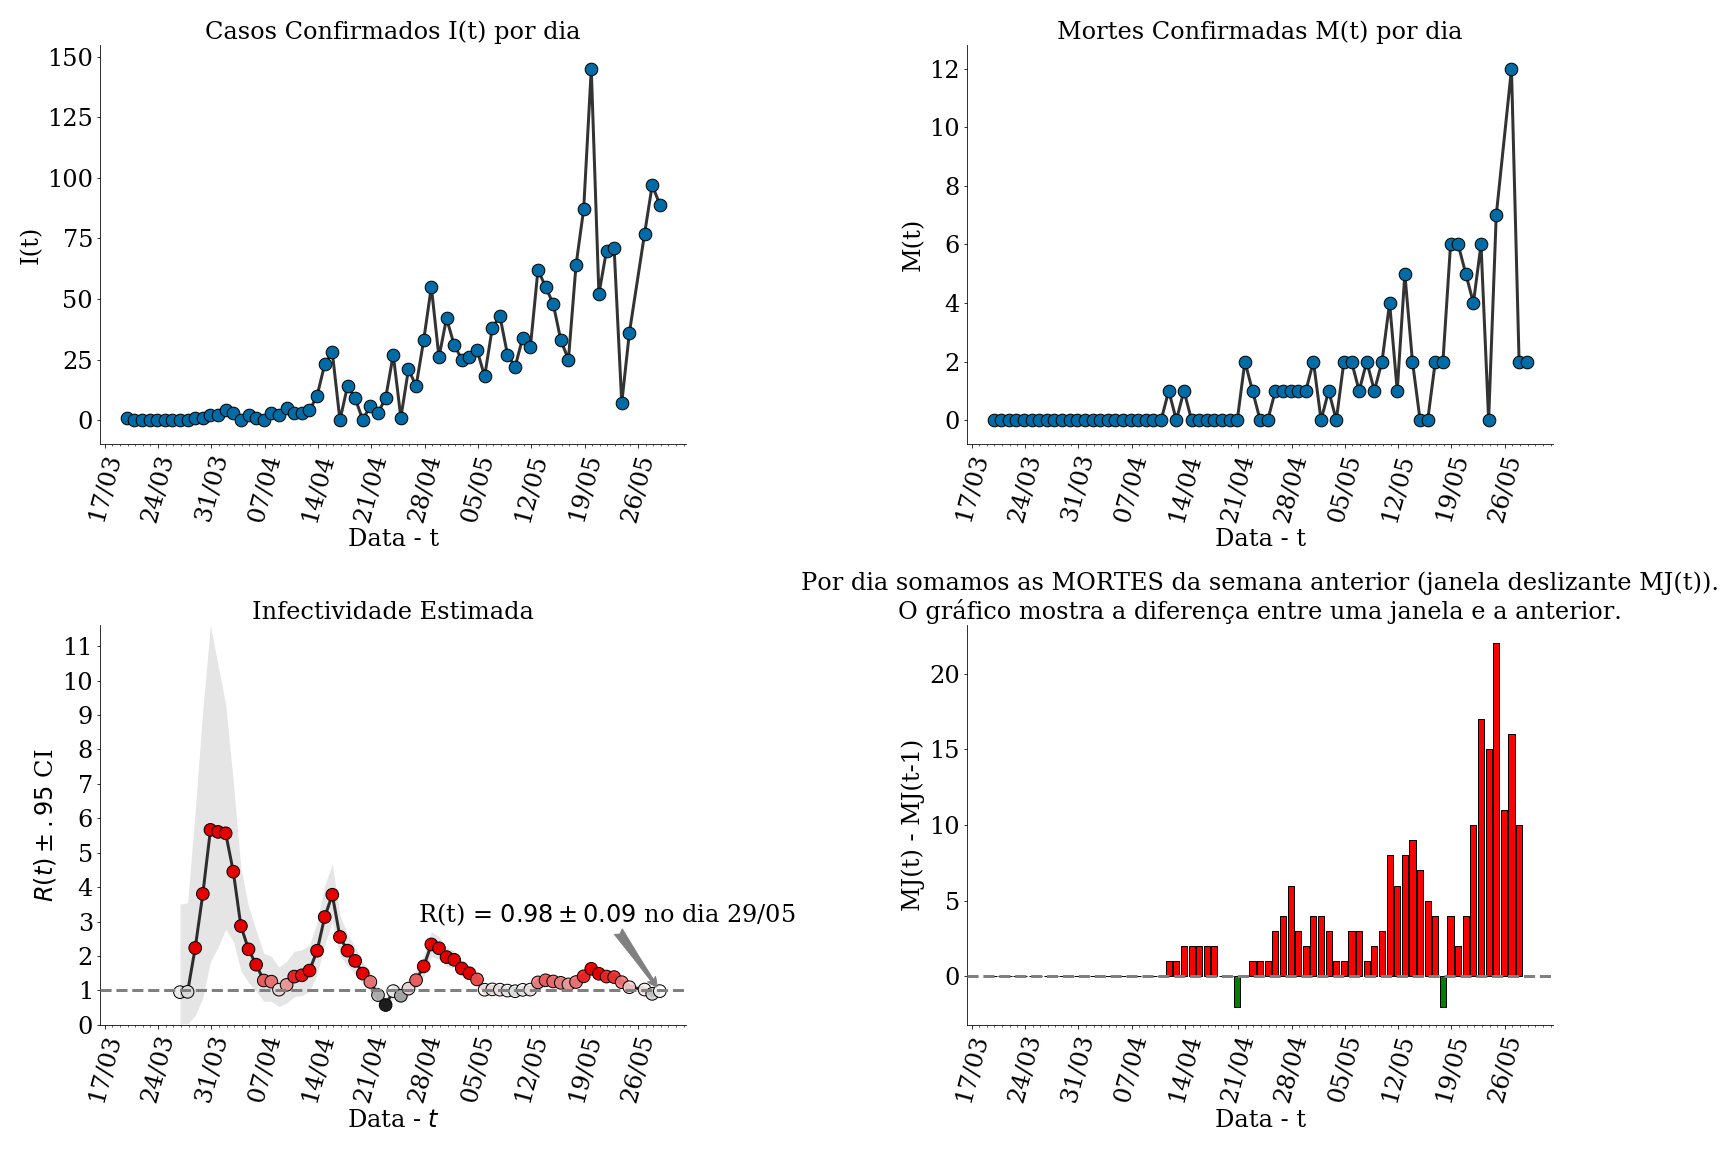 Casos Confirmados I(t) por dia
I(t)
150
125
100
75
50
25
0
17/03 24/03 31/03 07/04 14/04 21/04 28/04 05/05 12/05 19/05 26/05
Data - t
Mortes Confirmadas M(t) por dia
M(t)
12
10
8
6
4
2
0
17/03 24/03 31/03 07/04 14/04 21/04 28/04 05/05 12/05 19/05 26/05
Data - t
Infectividade Estimada
R(t) ± .95 CI
11
10
9
8
7
6
5
4
3
2
1
0
R(t) = 0.98 ± 0.09 no dia 29/05
17/03 24/03 31/03 07/04 14/04 21/04 28/04 05/05 12/05 19/05 26/05
Data - t
Por dia somamos as MORTES da semana anterior (janela deslizante MJ(t)).
O gráfico mostra a diferença entre uma janela e a anterior.
MJ(t) - MJ(t-1)
20
15
10
5
0
17/03 24/03 31/03 07/04 14/04 21/04 28/04 05/05 12/05 19/05 26/05
Data - t